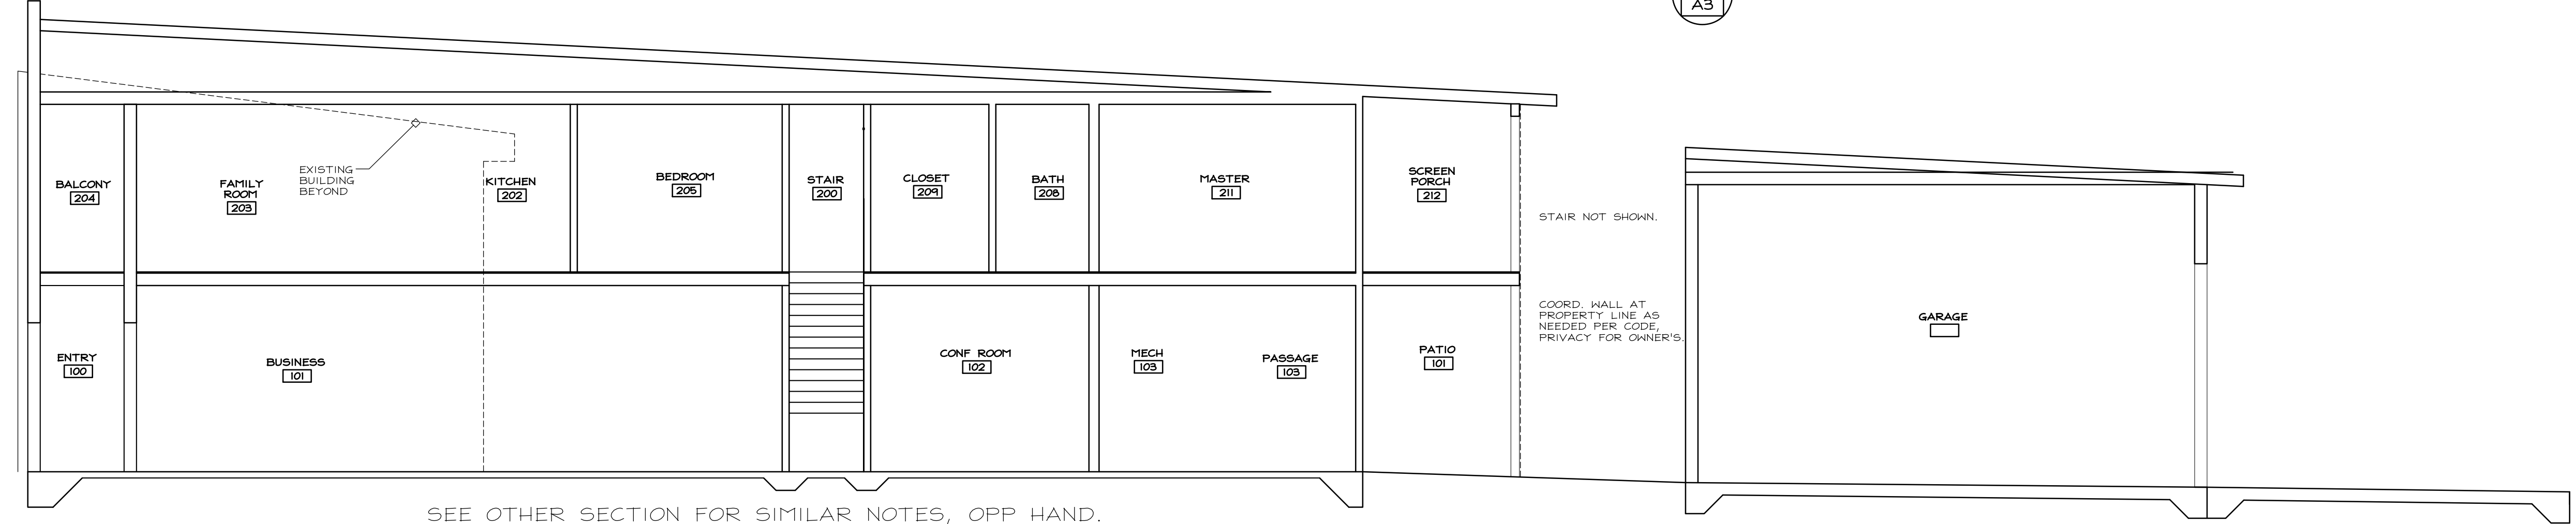 A3
BALCONY
204
FAMILY
ROOM
203
EXISTING
BUILDING
BEYOND
KITCHEN
202
BEDROOM
205
STAIR
200
CLOSET
209
BATH
208
MASTER
211
SCREEN
PORCH
212
STAIR NOT SHOWN.
COORD. WALL AT
PROPERTY LINE AS
NEEDED PER CODE,
PRIVACY FOR OWNER'S.
GARAGE
ENTRY
100
BUSINESS
101
CONF ROOM
102
MECH
103
PASSAGE
103
PATIO
101
SEE OTHER SECTION FOR SIMILAR NOTES, OPP HAND.